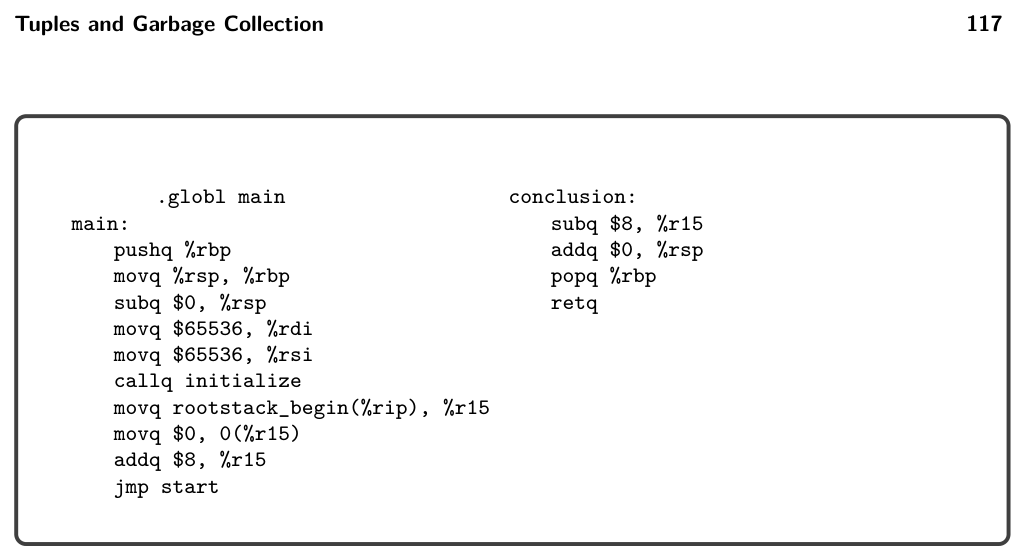 Tuples and Garbage Collection 117
.globl main
main:
pushq %rbp
movq %rsp, %rbp
subq $0, %rsp
movq $65536, %rdi
movq $65536, %rsi
callq initialize
movq rootstack_begin(%rip), %r15
movq $0, 0(%r15)
addq $8, %r15
jmp start
conclusion:
subq $8, %r15
addq $0, %rsp
popq %rbp
retq